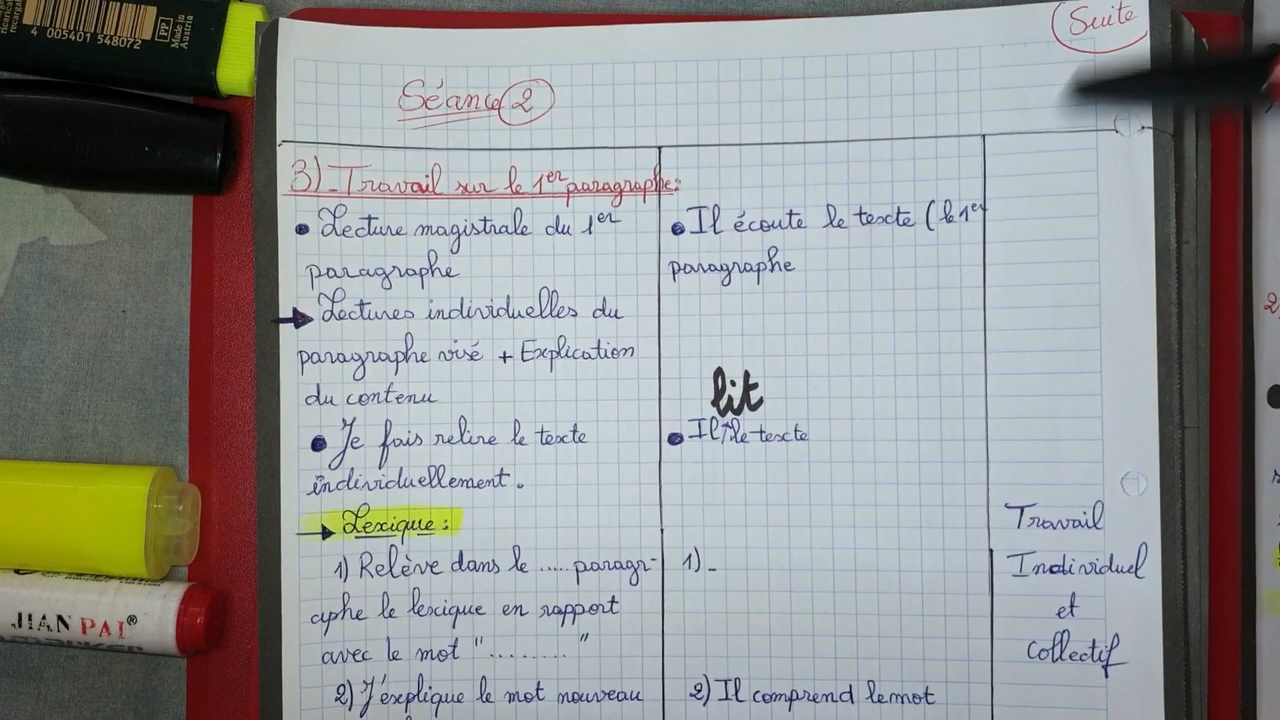 4 005401 548072
PP
Made in
Austria
Suite
Séance 2
3)_Travail sur le 1er paragraphe:
• Lecture magistrale du 1er
paragraphe
→ Lectures individuelles du
paragraphe visé + Explication
du contenu
• Je fais relire le texte
individuellement.
→ Lexique :
1) Relève dans le ..... paragr-
aphe le lexique en rapport
avec le mot "........"
2) J'éxplique le mot nouveau
• Il écoute le texte (le 1er
paragraphe
lit
• Il le texte
1)_
2) Il comprend le mot
Travail
Individuel
et
collectif
JIAN PAI®